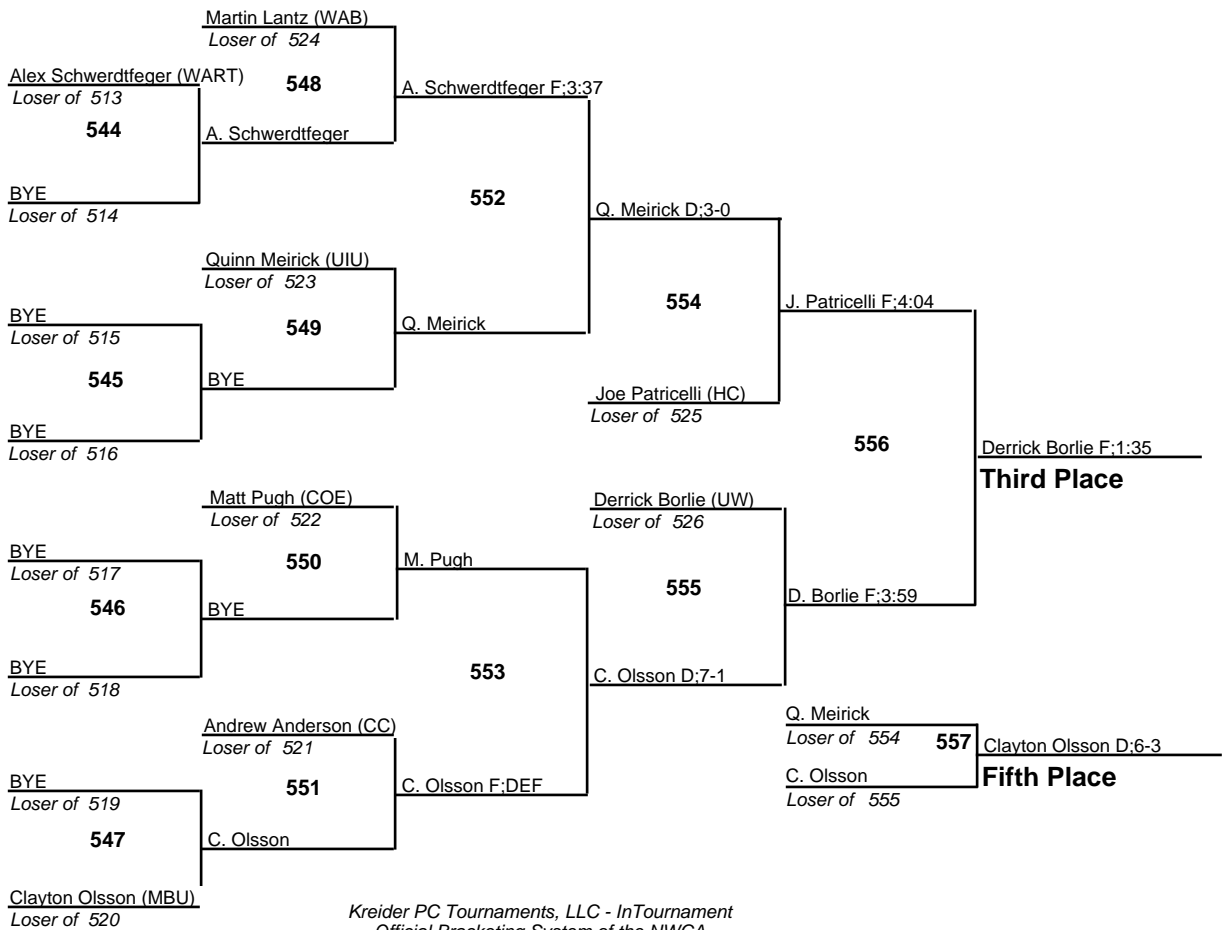 Martin Lantz (WAB)
Loser of 524
Alex Schwerdtfeger (WART)
Loser of 513
548
A. Schwerdtfeger F;3:37
544
A. Schwerdtfeger
BYE
Loser of 514
552
Q. Meirick D;3-0
Quinn Meirick (UIU)
Loser of 523
BYE
Loser of 515
549
Q. Meirick
554
J. Patricelli F;4:04
545
BYE
Joe Patricelli (HC)
Loser of 525
BYE
Loser of 516
556
Derrick Borlie F;1:35
Third Place
Matt Pugh (COE)
Loser of 522
Derrick Borlie (UW)
Loser of 526
BYE
Loser of 517
550
M. Pugh
546
BYE
555
D. Borlie F;3:59
BYE
Loser of 518
553
C. Olsson D;7-1
Andrew Anderson (CC)
Loser of 521
Q. Meirick
Loser of 554
557
Clayton Olsson D;6-3
Fifth Place
BYE
Loser of 519
551
C. Olsson F;DEF
C. Olsson
Loser of 555
547
C. Olsson
Clayton Olsson (MBU)
Loser of 520
Kreider PC Tournaments, LLC - InTournament
Official Bracketing System of the NWCA